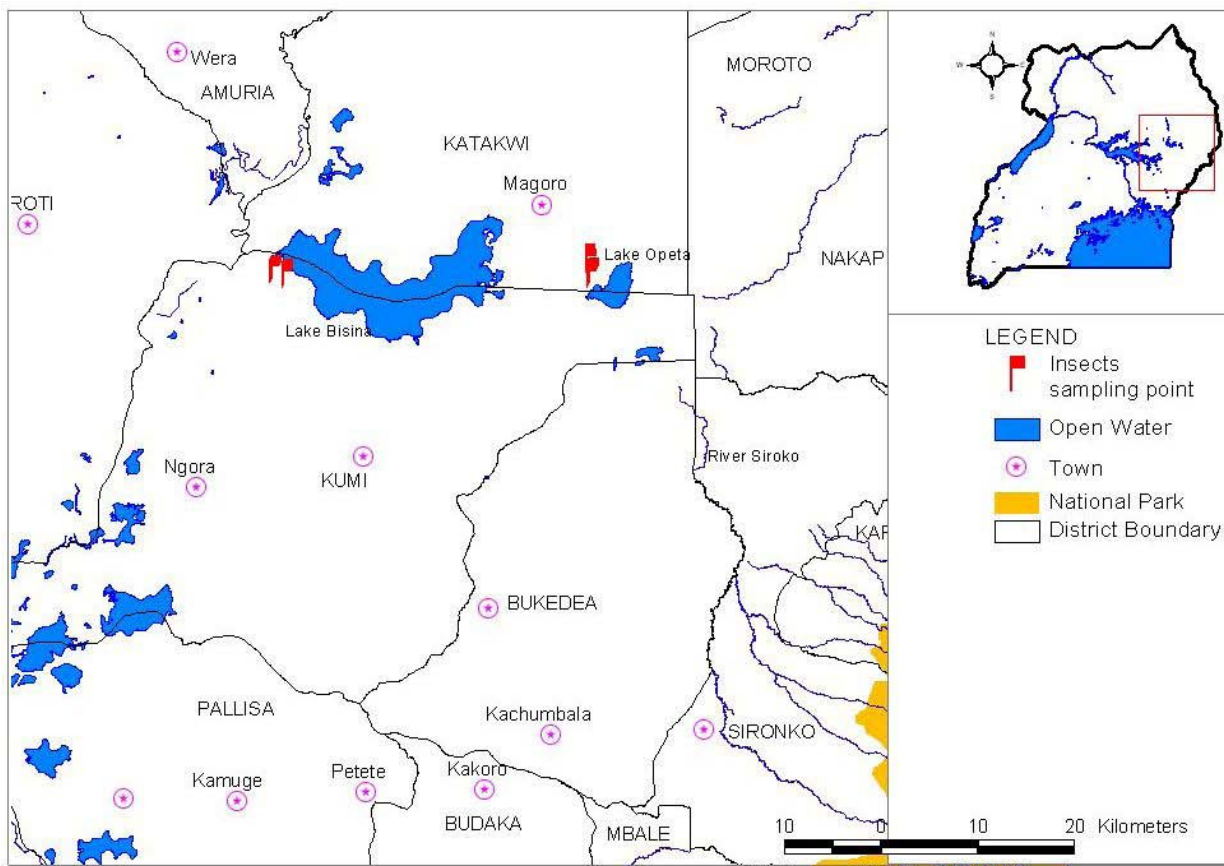 Wera
AMURIA
MOROTO
KATAKWI
Magoro
ROTI
Lake Opeta
NAKAP
Lake Bisina
Ngora
KUMI
River Siroko
KAP
BUKEDEA
PALLISA
Kachumbala
SIRONKO
Kamuge
Petete
Kakoro
BUDAKA
MBALE
10 0 10 20 Kilometers
N
W E
S
LEGEND
Insects
sampling point
Open Water
Town
National Park
District Boundary